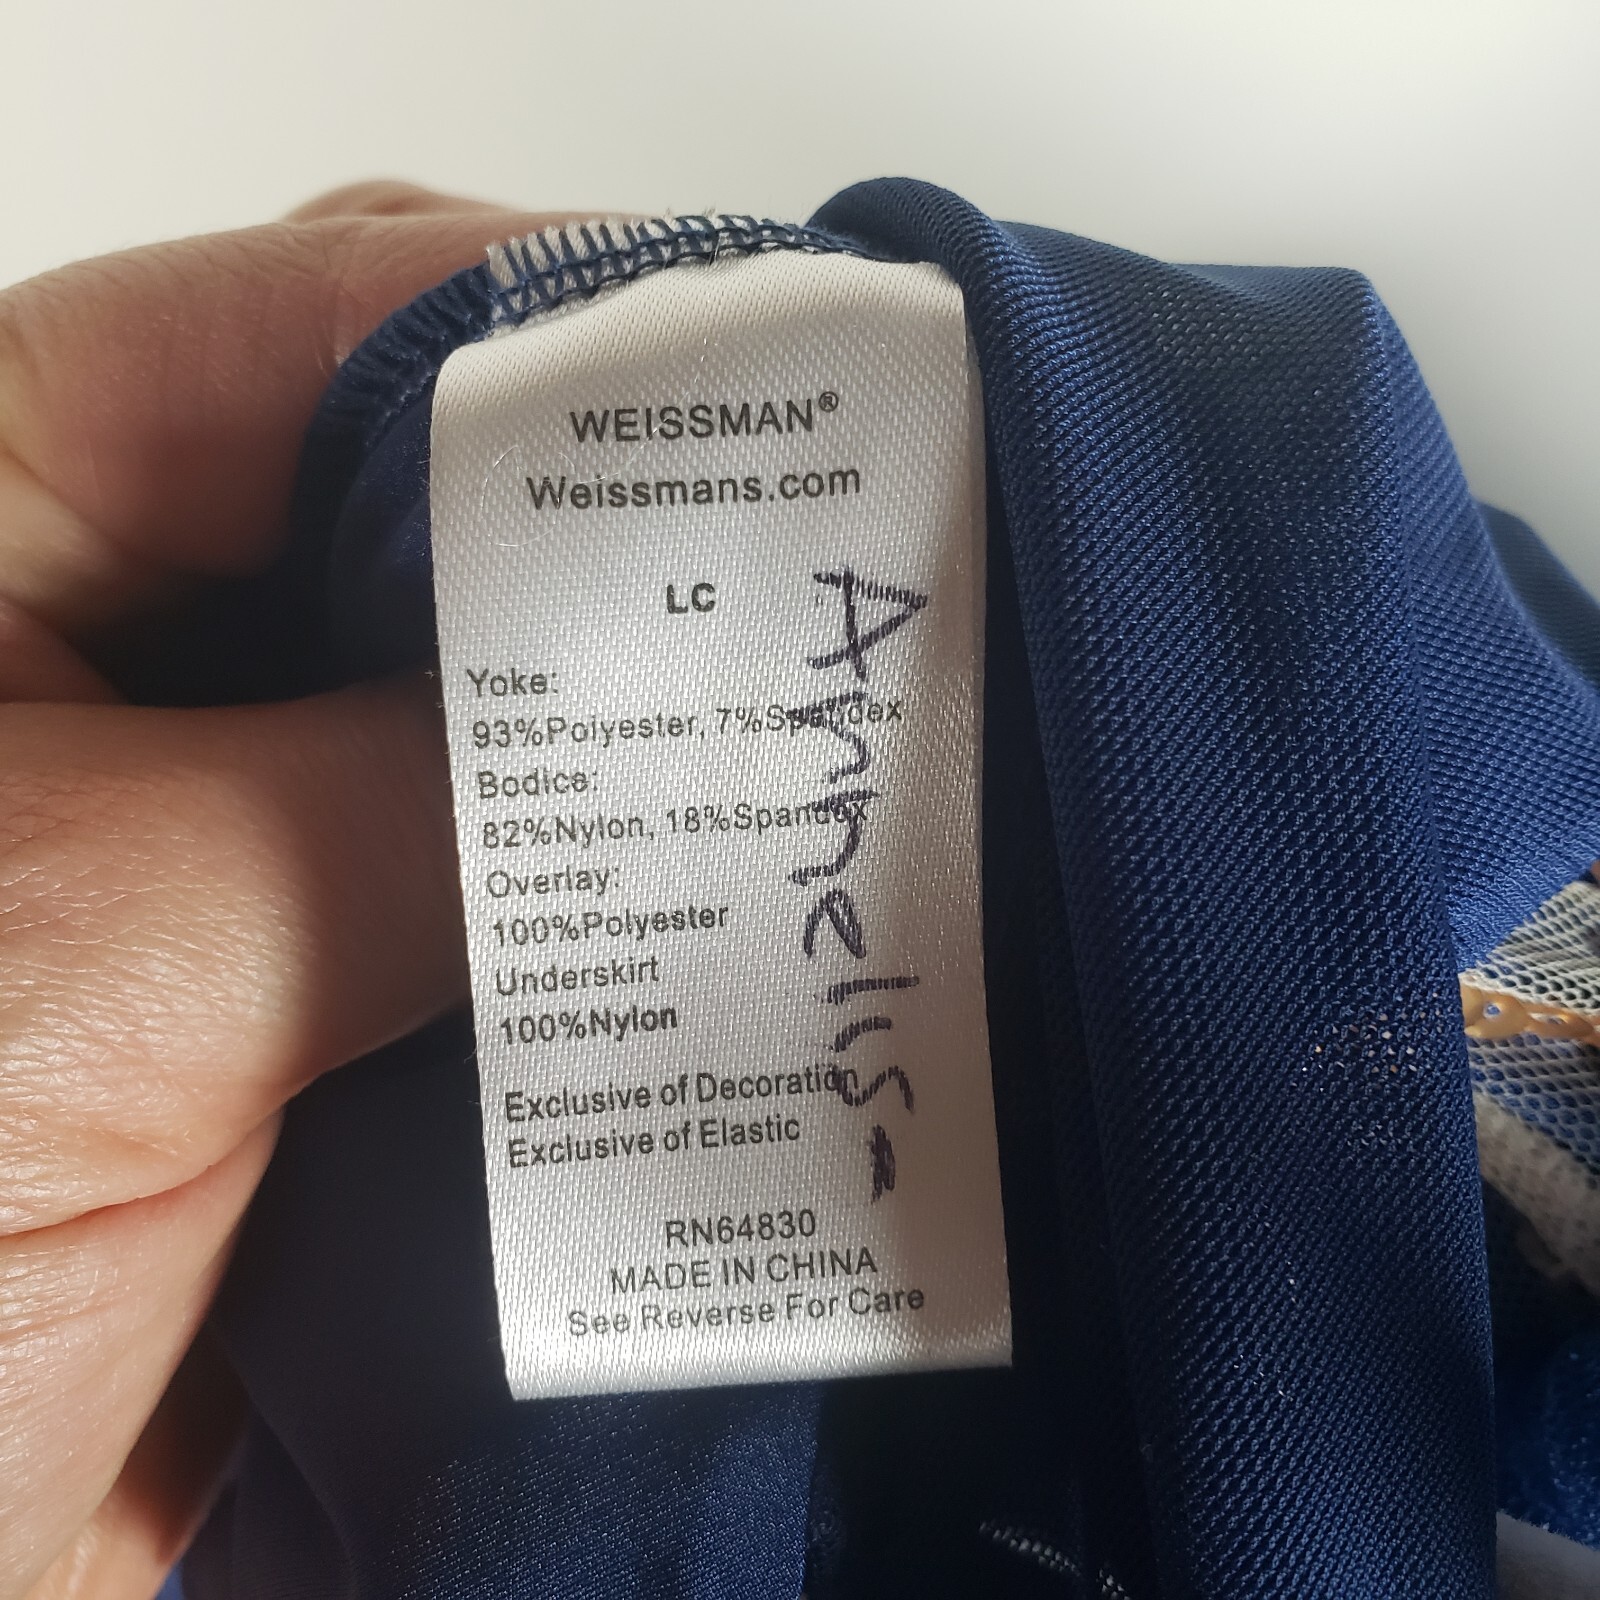 WEISSMAN®
Weissmans.com
LC
Yoke:
93%Polyester, 7%Spandex
Bodice:
82%Nylon, 18%Spandex
Overlay:
100%Polyester
Underskirt
100%Nylon
Exclusive of Decoration
Exclusive of Elastic
RN64830
MADE IN CHINA
See Reverse For Care
Annelise